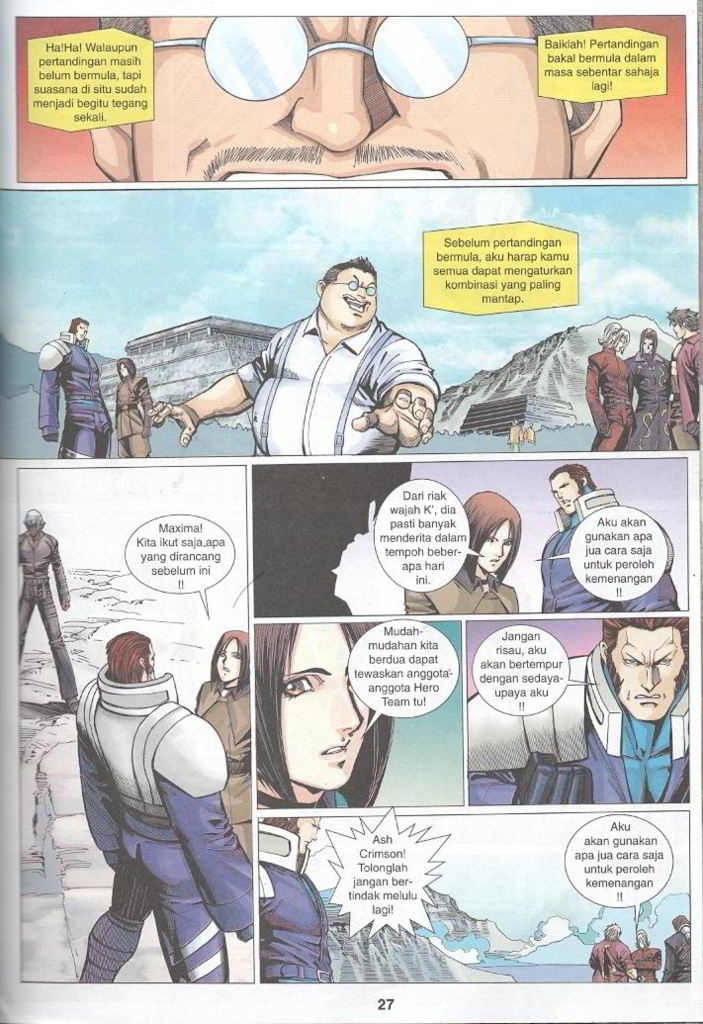 Ha!Ha! Walaupun
pertandingan masih
belum bermula, tapi
suasana di situ sudah
menjadi begitu tegang
sekali.
Baiklah! Pertandingan
bakal bermula dalam
masa sebentar sahaja
lagi!
Sebelum pertandingan
bermula, aku harap kamu
semua dapat mengaturkan
kombinasi yang paling
mantap.
Maxima!
Kita ikut saja,apa
yang dirancang
sebelum ini
!!
Dari riak
wajah K', dia
pasti banyak
menderita dalam
tempoh beber-
apa hari
ini.
Aku akan
gunakan apa
jua cara saja
untuk peroleh
kemenangan
!!
Mudah-
mudahan kita
berdua dapat
tewaskan anggota-
anggota Hero
Team tu!
Jangan
risau, aku
akan bertempur
dengan sedaya-
upaya aku
!!
Ash
Crimson!
Tolonglah
jangan ber-
tindak melulu
lagi!
Aku
akan gunakan
apa jua cara saja
untuk peroleh
kemenangan
!!
27